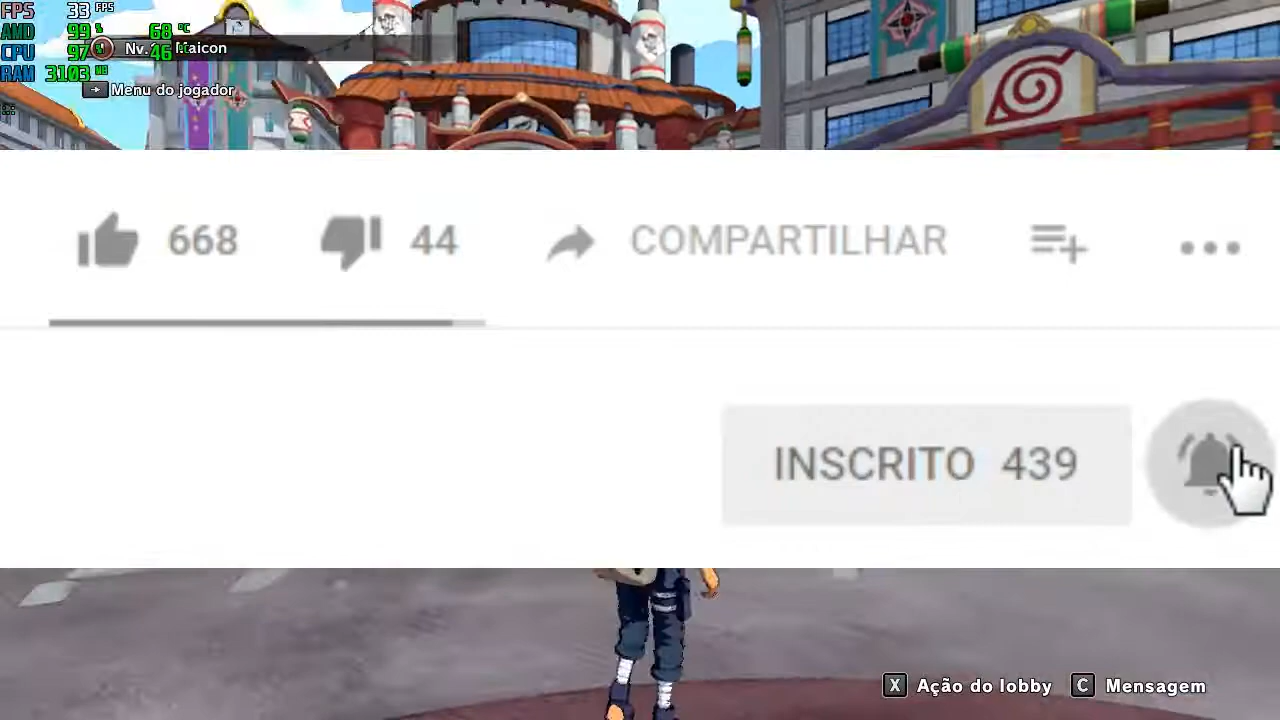 FPS 33 FPS
AMD 99 % 68 °C
CPU 97 46
Nv.
RAM 3103 MB
Menu do jogador
668 44 COMPARTILHAR
INSCRITO 439
X Ação do lobby C Mensagem